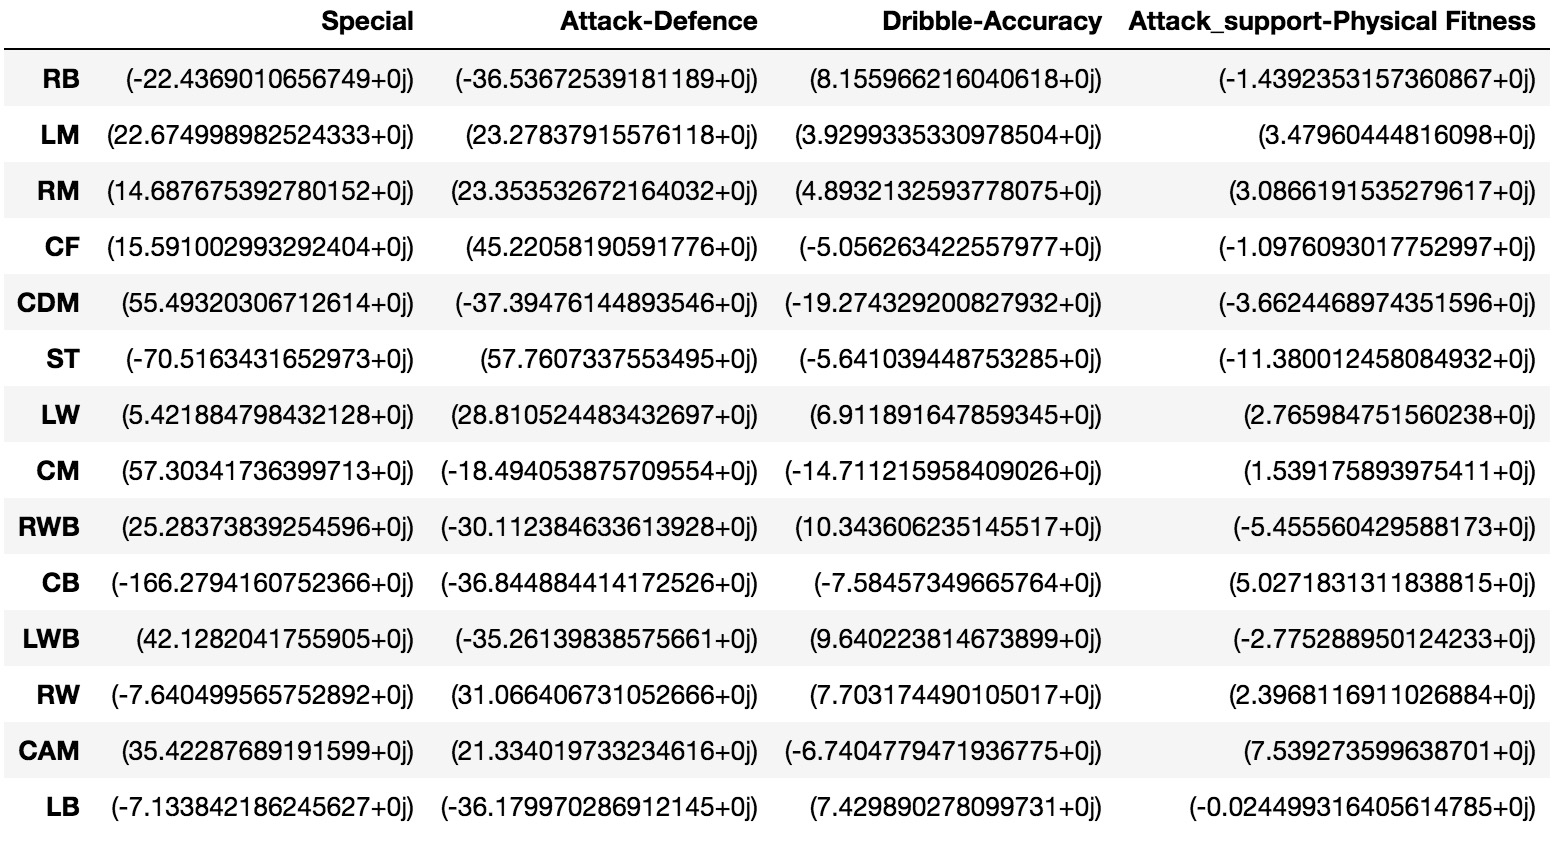 Special Attack-Defence Dribble-Accuracy Attack_support-Physical Fitness
RB (-22.4369010656749+0j) (-36.53672539181189+0j) (8.155966216040618+0j) (-1.4392353157360867+0j)
LM (22.674998982524333+0j) (23.27837915576118+0j) (3.9299335330978504+0j) (3.47960444816098+0j)
RM (14.687675392780152+0j) (23.353532672164032+0j) (4.8932132593778075+0j) (3.0866191535279617+0j)
CF (15.591002993292404+0j) (45.22058190591776+0j) (-5.056263422557977+0j) (-1.0976093017752997+0j)
CDM (55.49320306712614+0j) (-37.39476144893546+0j) (-19.274329200827932+0j) (-3.6624468974351596+0j)
ST (-70.5163431652973+0j) (57.7607337553495+0j) (-5.641039448753285+0j) (-11.380012458084932+0j)
LW (5.421884798432128+0j) (28.810524483432697+0j) (6.911891647859345+0j) (2.765984751560238+0j)
CM (57.30341736399713+0j) (-18.494053875709554+0j) (-14.711215958409026+0j) (1.539175893975411+0j)
RWB (25.28373839254596+0j) (-30.112384633613928+0j) (10.343606235145517+0j) (-5.455560429588173+0j)
CB (-166.2794160752366+0j) (-36.844884414172526+0j) (-7.58457349665764+0j) (5.0271831311838815+0j)
LWB (42.1282041755905+0j) (-35.26139838575661+0j) (9.640223814673899+0j) (-2.775288950124233+0j)
RW (-7.640499565752892+0j) (31.066406731052666+0j) (7.703174490105017+0j) (2.3968116911026884+0j)
CAM (35.42287689191599+0j) (21.334019733234616+0j) (-6.7404779471936775+0j) (7.539273599638701+0j)
LB (-7.133842186245627+0j) (-36.179970286912145+0j) (7.429890278099731+0j) (-0.024499316405614785+0j)